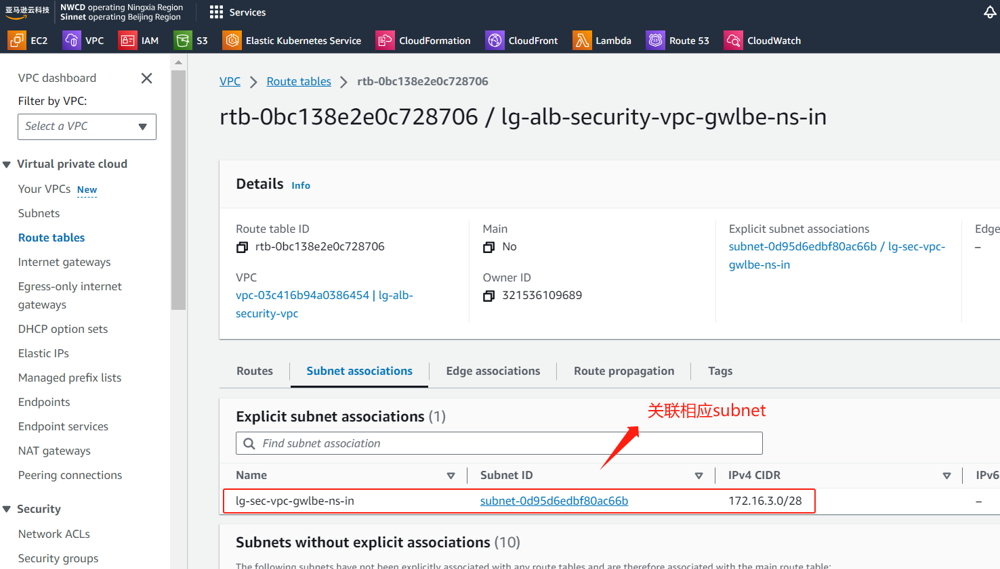 亚马逊云科技
NWCD operating Ningxia Region
Sinnet operating Beijing Region
Services
EC2
VPC
IAM
S3
Elastic Kubernetes Service
CloudFormation
CloudFront
Lambda
Route 53
CloudWatch
VPC dashboard
Filter by VPC:
Select a VPC
Virtual private cloud
Your VPCs New
Subnets
Route tables
Internet gateways
Egress-only internet
gateways
DHCP option sets
Elastic IPs
Managed prefix lists
Endpoints
Endpoint services
NAT gateways
Peering connections
Security
Network ACLs
Security groups
VPC
Route tables
rtb-0bc138e2e0c728706
rtb-0bc138e2e0c728706 / lg-alb-security-vpc-gwlbe-ns-in
Details Info
Route table ID
rtb-0bc138e2e0c728706
VPC
vpc-03c416b94a0386454 | lg-alb-
security-vpc
Main
No
Owner ID
321536109689
Explicit subnet associations
subnet-0d95d6edbf80ac66b / lg-sec-vpc-
gwlbe-ns-in
Edge
–
Routes
Subnet associations
Edge associations
Route propagation
Tags
Explicit subnet associations (1)
关联相应subnet
Find subnet association
Name
Subnet ID
IPv4 CIDR
IPv6
lg-sec-vpc-gwlbe-ns-in
subnet-0d95d6edbf80ac66b
172.16.3.0/28
–
Subnets without explicit associations (10)
The following subnets have not been explicitly associated with any route tables and are therefore associated with the main route table: